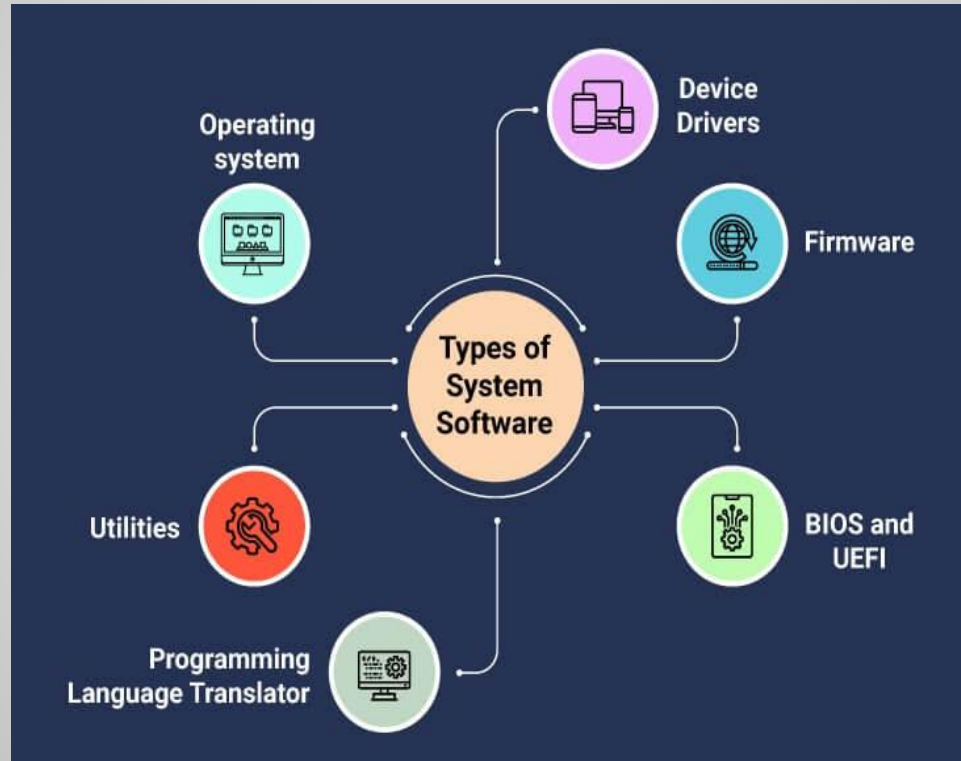 Types of
System
Software
Operating
system
Device
Drivers
Firmware
BIOS and
UEFI
Programming
Language Translator
Utilities